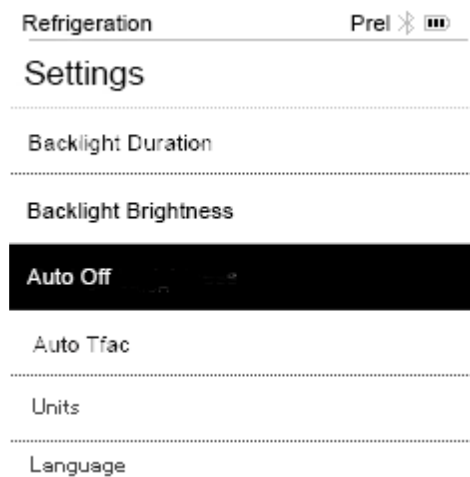 Refrigeration Prel
Settings
Backlight Duration
Backlight Brightness
Auto Off
Auto Tfac
Units
Language